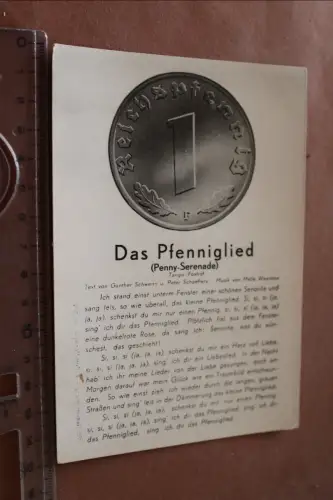 Reichspfennig
1
F
Das Pfenniglied
(Penny-Serenade)
Tango-Foxtrot
Text von Günther Schwenn u. Peter Schaeffers Musik von Melle Weersma
Ich stand einst unterm Fenster einer schönen Senorita und
sang leis, so wie überall, das kleine Pfenniglied. Si, si, si (ja,
ja, ja), schenkst du mir nur einen Pfennig, si, si, si (ja, ja, ja)
sing' ich dir das Pfenniglied. Plötzlich fiel aus dem Fenster
eine dunkelrote Rose, da sang ich: Senorita, was du wün-
schest, das geschieht!
Si, si, si (ja, ja, ja), schenkst du mir ein Herz voll Liebe,
si, si, si (ja, ja, ja), sing ich dir ein Liebeslied. In der Nacht
hab' ich ihr meine Lieder von der Liebe gesungen, doch am
Morgen darauf war mein Glück wie ein Traumbild entschwun-
den. So wie einst zieh ich wieder durch die langen, grauen
Straßen und sing' leis in der Dämmerung das kleine Pfenniglied.
Si, si, si (ja, ja, ja), schenkst du mir nur einen Pfennig,
si, si, si (ja, ja, ja), sing ich dir das Pfenniglied, sing ich dir
das Pfenniglied, sing ich dir das Pfenniglied.